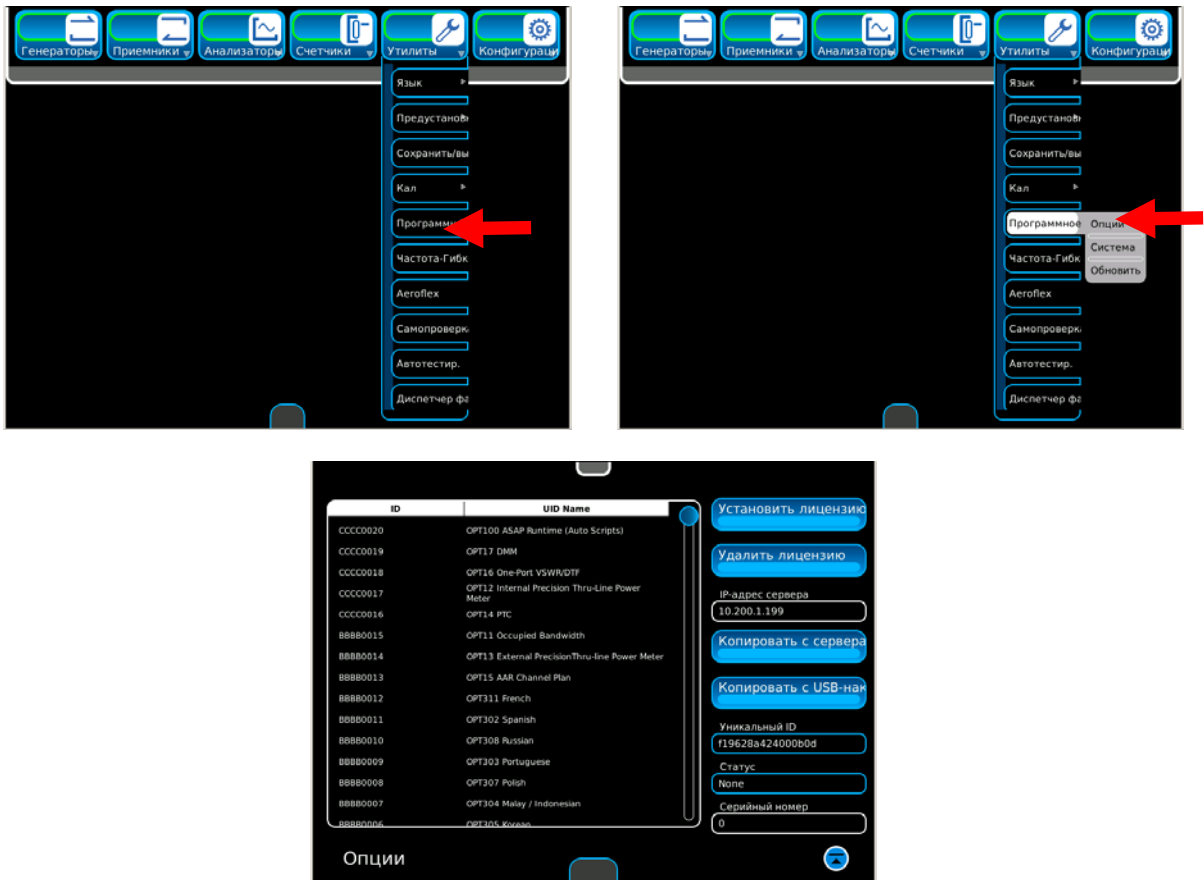 Генераторы Приемники Анализаторы Счетчики Утилиты Конфигураци
Язык
Предустанов
Сохранить/вы
Кал
Программн
Частота-Гибк
Aeroflex
Самопроверк
Автотестир.
Диспетчер фа
Генераторы Приемники Анализаторы Счетчики Утилиты Конфигураци
Язык
Предустанов
Сохранить/вы
Кал
Программное
Опции
Система
Обновить
Частота-Гибк
Aeroflex
Самопроверк
Автотестир.
Диспетчер фа
ID UID Name
CCCC0020 OPT100 ASAP Runtime (Auto Scripts)
CCCC0019 OPT17 DMM
CCCC0018 OPT16 One-Port VSWR/DTF
CCCC0017 OPT12 Internal Precision Thru-Line Power
Meter
CCCC0016 OPT14 PTC
BBBB0015 OPT11 Occupied Bandwidth
BBBB0014 OPT13 External PrecisionThru-line Power Meter
BBBB0013 OPT15 AAR Channel Plan
BBBB0012 OPT311 French
BBBB0011 OPT302 Spanish
BBBB0010 OPT308 Russian
BBBB0009 OPT303 Portuguese
BBBB0008 OPT307 Polish
BBBB0007 OPT304 Malay / Indonesian
BBBB0006 OPT305 Korean
Установить лицензию
Удалить лицензию
IP-адрес сервера
10.200.1.199
Копировать с сервера
Копировать с USB-нак
Уникальный ID
f19628a424000b0d
Статус
None
Серийный номер
0
Опции